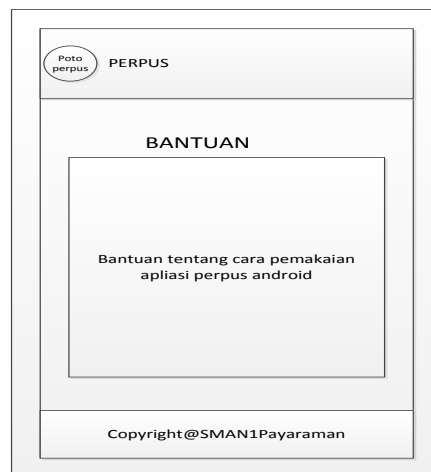 Poto
perpus
PERPUS
BANTUAN
Bantuan tentang cara pemakaian
apliasi perpus android
Copyright@SMAN1Payaraman